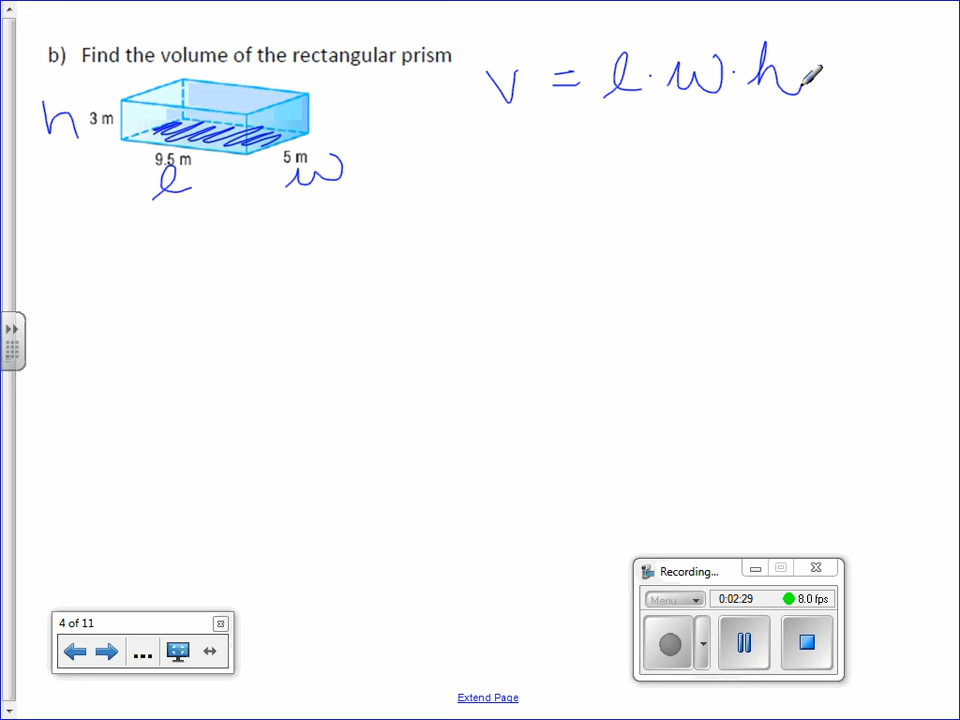 b) Find the volume of the rectangular prism
V = l · w · h
h 3 m
9.5 m
5 m
l
w
Recording...
Menu
0:02:29
8.0 fps
4 of 11
...
Extend Page